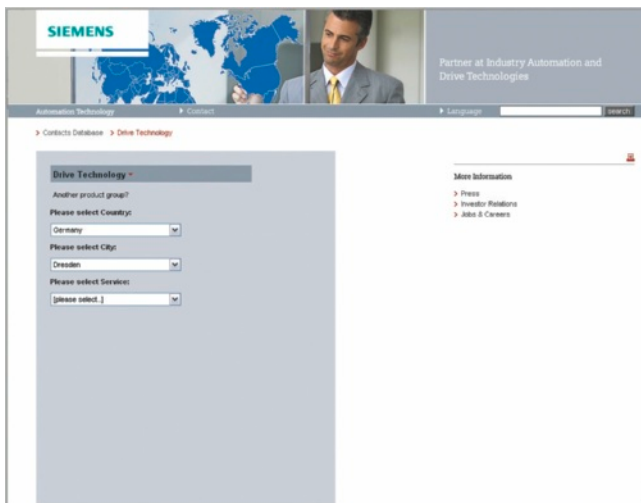 SIEMENS
Partner at Industry Automation and
Drive Technologies
Automation Technology
Contact
Language
search
Contacts Database
Drive Technology
Drive Technology
More Information
Another product group?
Press
Please select Country:
Investor Relations
Jobs & Careers
Germany
Please select City:
Dresden
Please select Service:
[please select..]